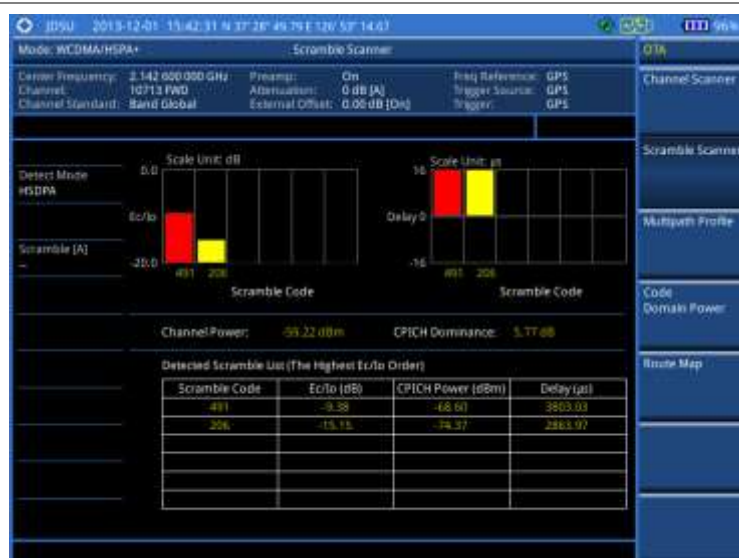 JDSU 2013-12-01 15:42:31 N 37° 28' 49.79 E 126° 53' 14.67 96%
Mode: WCDMA/HSPA+ Scramble Scanner OTA
Center Frequency: 2.142 600 000 GHz Preamp: On Freq Reference: GPS
Channel: 10713 FWD Attenuation: 0 dB [A] Trigger Source: GPS
Channel Standard: Band Global External Offset: 0.00 dB [On] Trigger: GPS
Channel Scanner
Scramble Scanner
Multipath Profile
Code
Domain Power
Route Map
Detect Mode
HSDPA
Scramble [A]
--
Scale Unit: dB
0.0
Ec/Io
-20.0
491 206
Scramble Code
Scale Unit: µs
16
Delay 0
-16
491 206
Scramble Code
Channel Power: -59.22 dBm CPICH Dominance: 5.77 dB
Detected Scramble List (The Highest Ec/Io Order)
Scramble Code Ec/Io (dB) CPICH Power (dBm) Delay (µs)
491 -9.38 -68.60 3803.03
206 -15.15 -74.37 2863.97